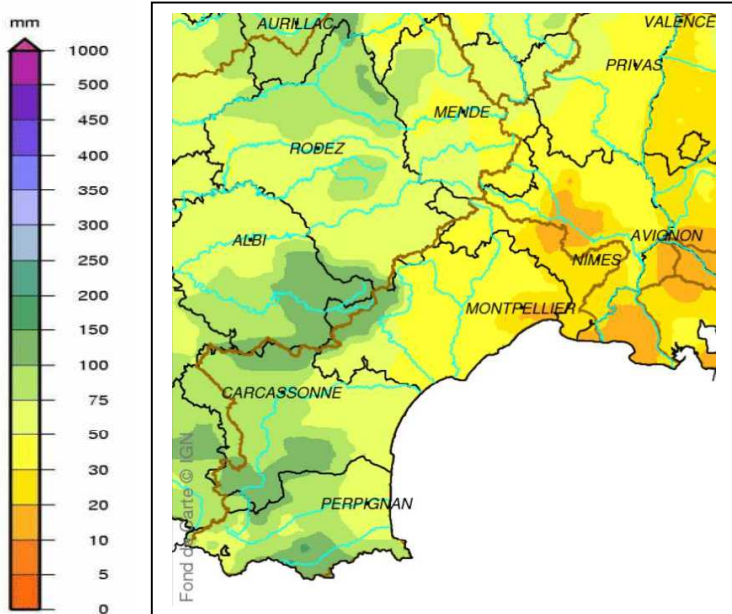 mm
1000
500
450
400
350
300
250
200
150
100
75
50
30
20
10
5
0
AURILLAC
VALENCE
PRIVAS
MENDE
RODEZ
ALBI
AVIGNON
NIMES
MONTPELLIER
CARCASSONNE
PERPIGNAN
Fond de Carte © IGN